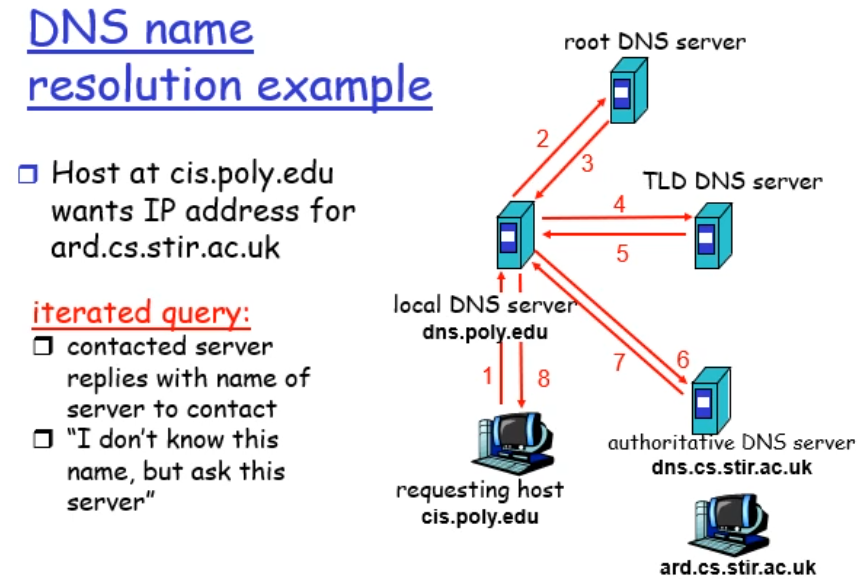 DNS name
resolution example
Host at cis.poly.edu
wants IP address for
ard.cs.stir.ac.uk
iterated query:
contacted server
replies with name of
server to contact
“I don’t know this
name, but ask this
server”
root DNS server
2
3
TLD DNS server
4
5
local DNS server
dns.poly.edu
1
8
7
6
authoritative DNS server
dns.cs.stir.ac.uk
requesting host
cis.poly.edu
ard.cs.stir.ac.uk